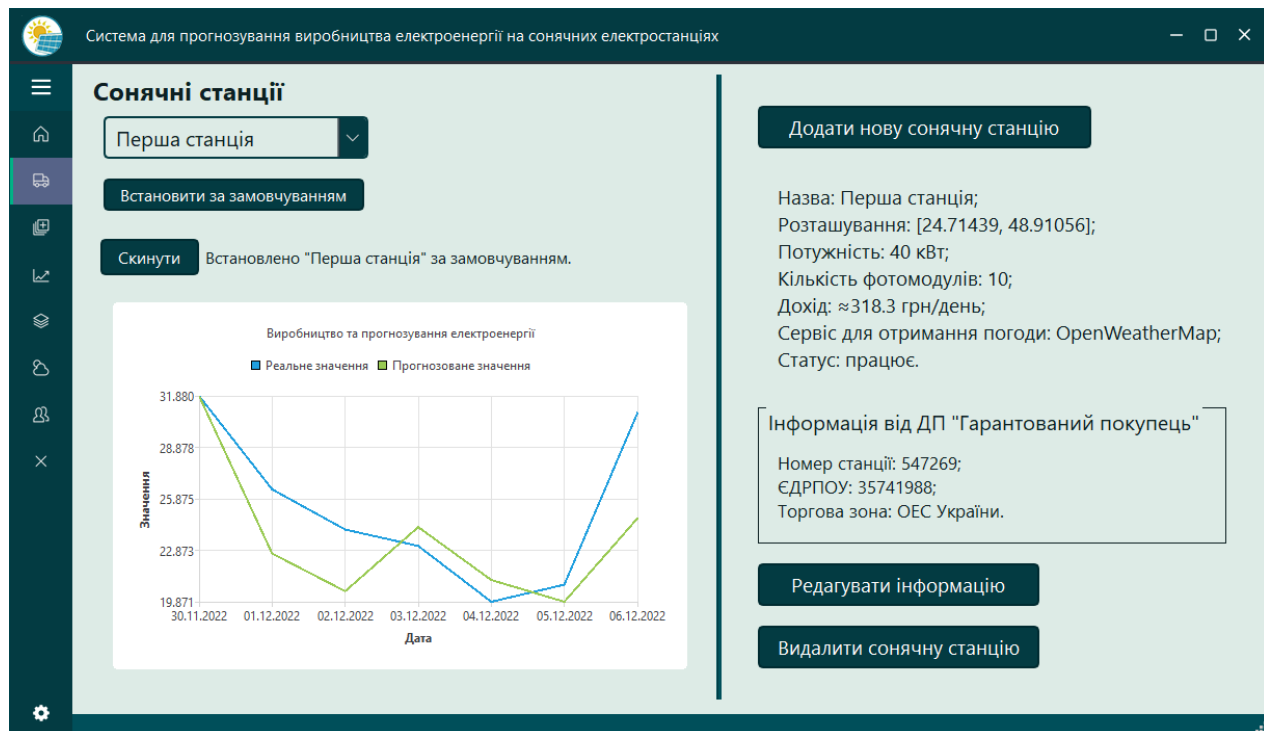 Система для прогнозування виробництва електроенергії на сонячних електростанціях
Сонячні станції
Перша станція
Встановити за замовчуванням
Скинути Встановлено "Перша станція" за замовчуванням.
Виробництво та прогнозування електроенергії
Реальне значення Прогнозоване значення
31.880
28.878
25.875
22.873
19.871
Значення
30.11.2022 01.12.2022 02.12.2022 03.12.2022 04.12.2022 05.12.2022 06.12.2022
Дата
Додати нову сонячну станцію
Назва: Перша станція;
Розташування: [24.71439, 48.91056];
Потужність: 40 кВт;
Кількість фотомодулів: 10;
Дохід: ≈318.3 грн/день;
Сервіс для отримання погоди: OpenWeatherMap;
Статус: працює.
Інформація від ДП "Гарантований покупець"
Номер станції: 547269;
ЄДРПОУ: 35741988;
Торгова зона: ОЕС України.
Редагувати інформацію
Видалити сонячну станцію